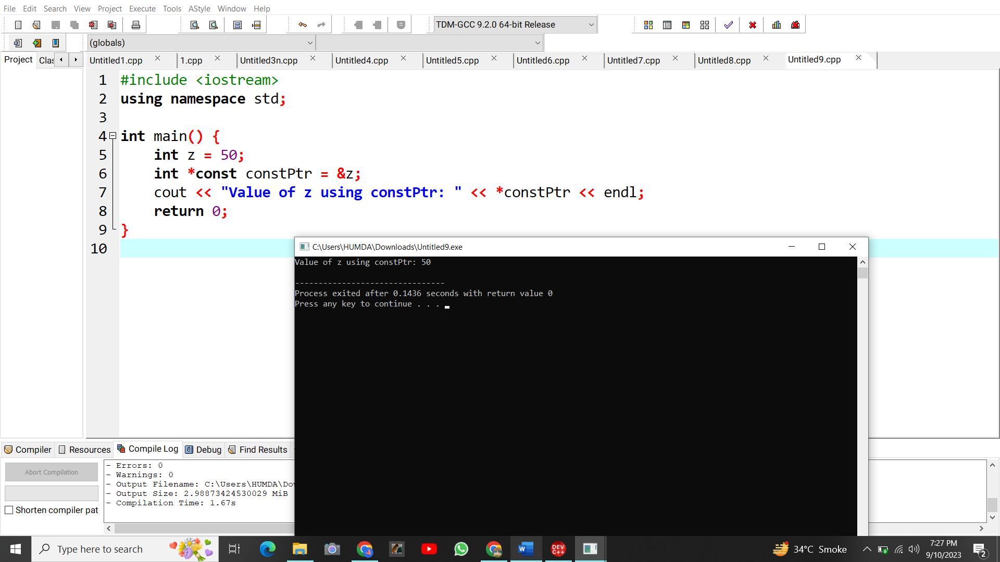 File Edit Search View Project Execute Tools AStyle Window Help
TDM-GCC 9.2.0 64-bit Release
(globals)
Project Clas Untitled1.cpp 1.cpp Untitled3n.cpp Untitled4.cpp Untitled5.cpp Untitled6.cpp Untitled7.cpp Untitled8.cpp Untitled9.cpp
1 #include <iostream>
2 using namespace std;
3
4 int main() {
5 int z = 50;
6 int *const constPtr = &z;
7 cout << "Value of z using constPtr: " << *constPtr << endl;
8 return 0;
9 }
10
C:\Users\HUMDA\Downloads\Untitled9.exe
Value of z using constPtr: 50
--------------------------------
Process exited after 0.1436 seconds with return value 0
Press any key to continue . . .
Compiler Resources Compile Log Debug Find Results
Abort Compilation
Shorten compiler pat
- Errors: 0
- Warnings: 0
- Output Filename: C:\Users\HUMDA\Dow
- Output Size: 2.98873424530029 MiB
- Compilation Time: 1.67s
Type here to search
DEV C++
34°C Smoke
7:27 PM
9/10/2023
2